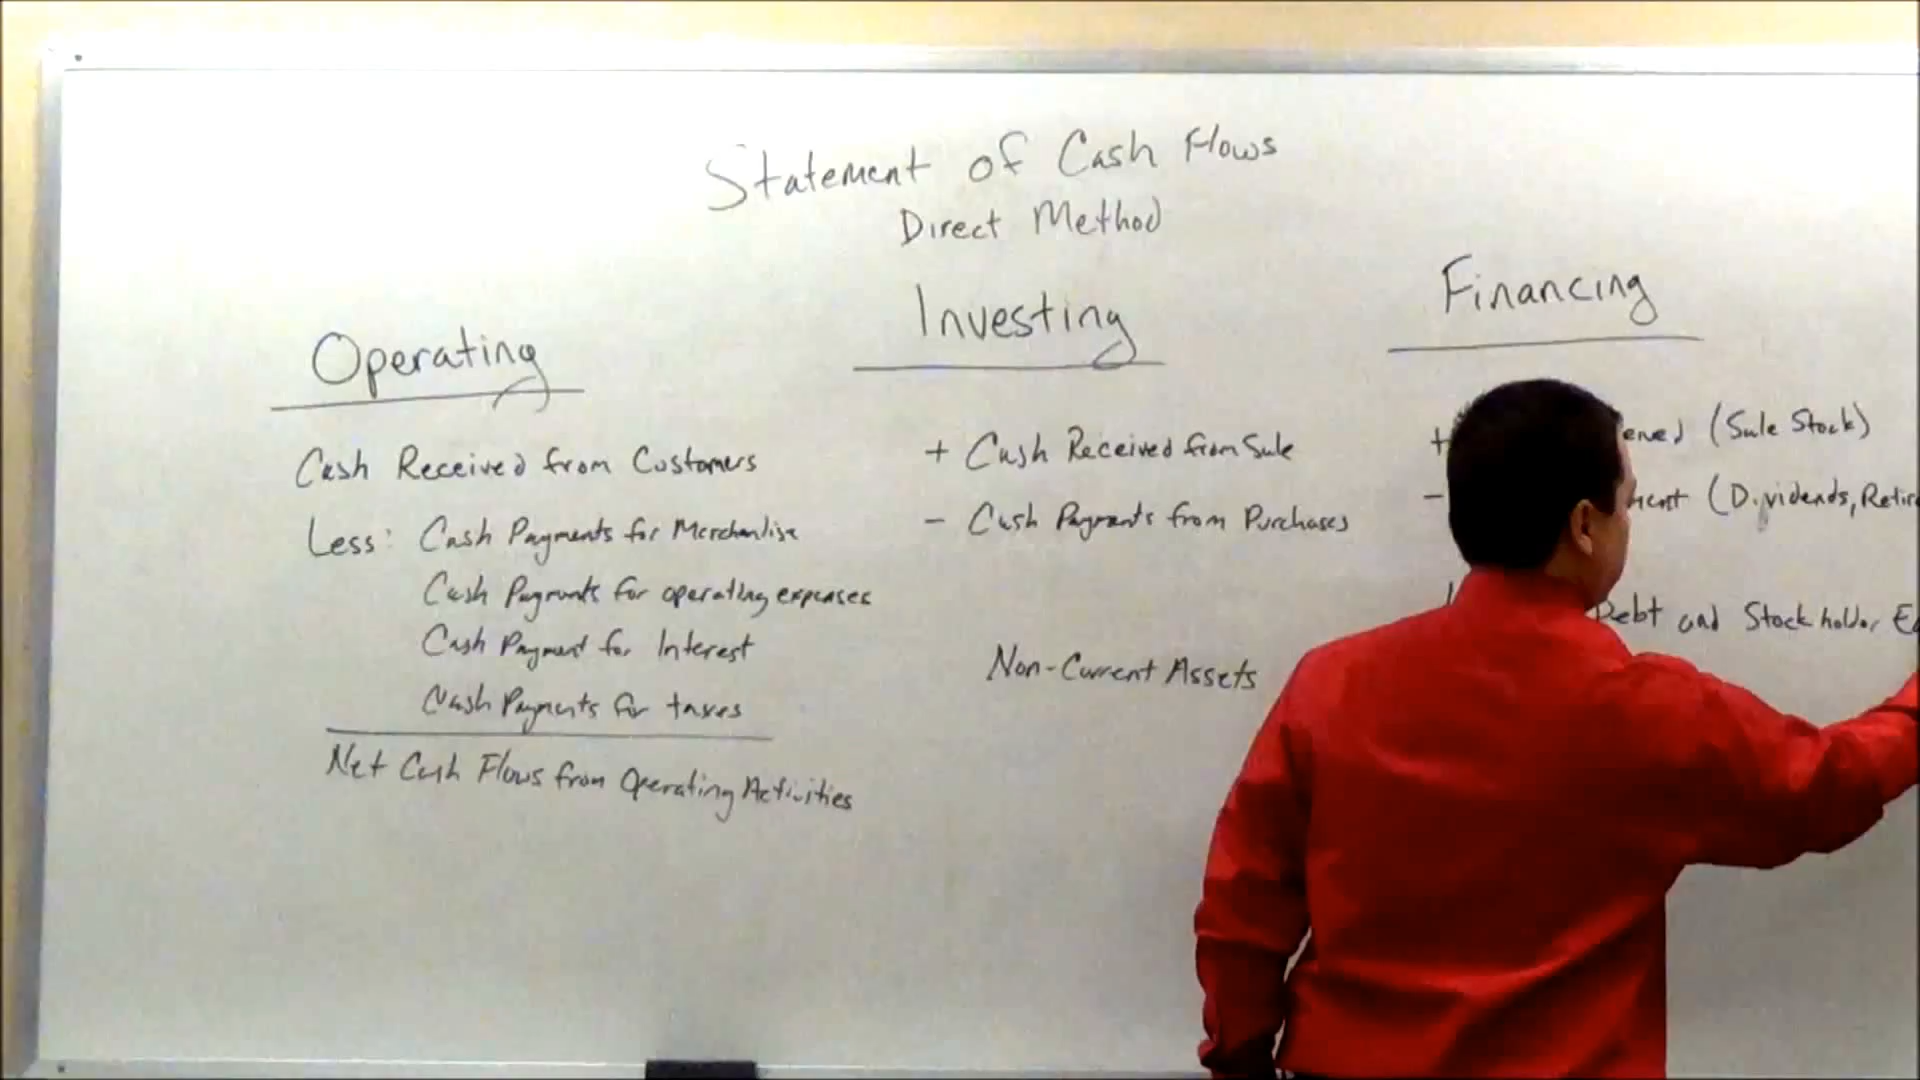 Statement of Cash Flows
Direct Method
Operating
Cash Received from Customers
Less: Cash Payments for Merchandise
Cash Payments for operating expenses
Cash Payment for Interest
Cash Payments for taxes
Net Cash Flows from Operating Activities
Investing
+ Cash Received from Sale
- Cash Payments from Purchases
Non-Current Assets
Financing
+ (Sale Stock)
- (Dividends,
Debt and Stockholder